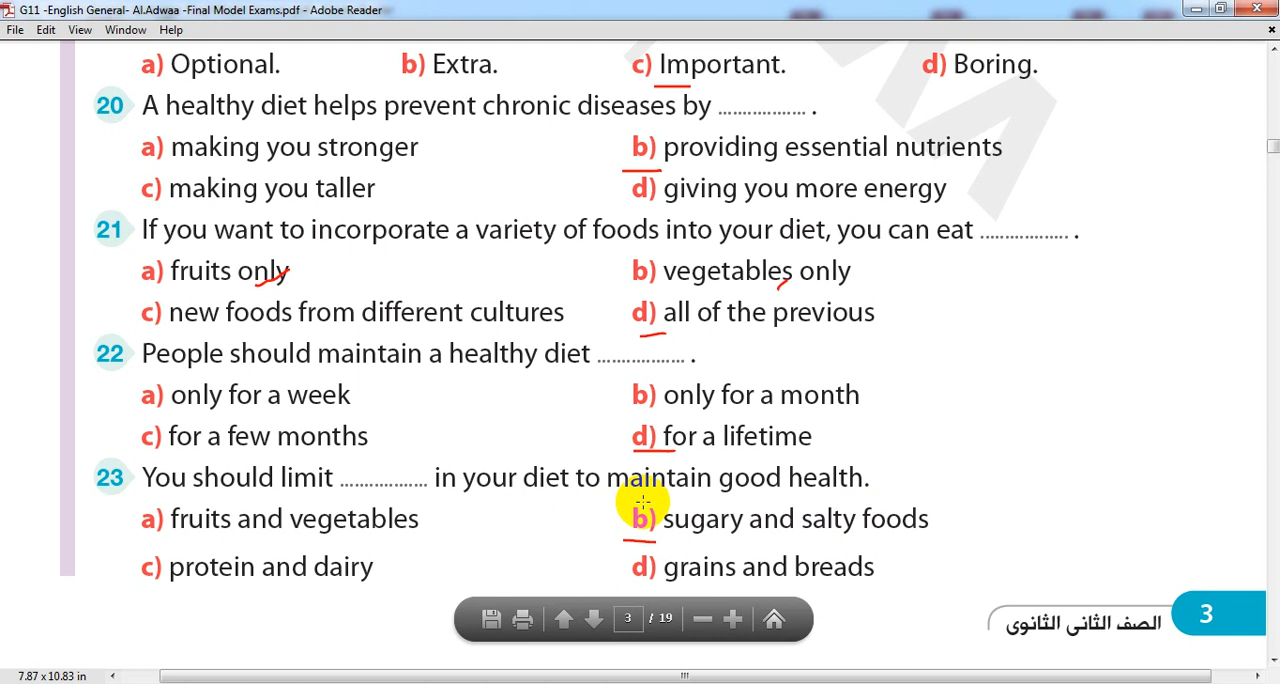 G11 -English General- Al.Adwaa -Final Model Exams.pdf - Adobe Reader
File Edit View Window Help
a) Optional. b) Extra. c) Important. d) Boring.
20 A healthy diet helps prevent chronic diseases by .................. .
a) making you stronger b) providing essential nutrients
c) making you taller d) giving you more energy
21 If you want to incorporate a variety of foods into your diet, you can eat .................. .
a) fruits only b) vegetables only
c) new foods from different cultures d) all of the previous
22 People should maintain a healthy diet .................. .
a) only for a week b) only for a month
c) for a few months d) for a lifetime
23 You should limit .................. in your diet to maintain good health.
a) fruits and vegetables b) sugary and salty foods
c) protein and dairy d) grains and breads
3 / 19
الصف الثانى الثانوى 3
7.87 x 10.83 in